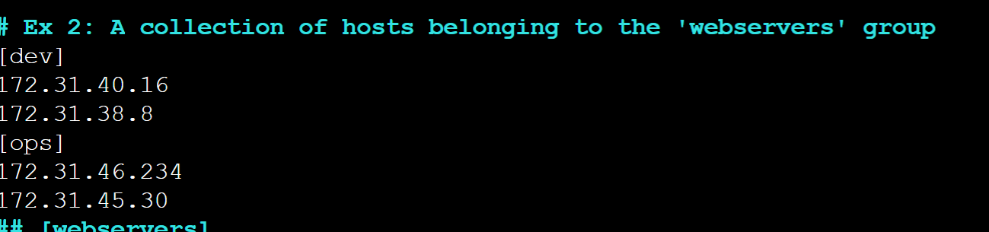 # Ex 2: A collection of hosts belonging to the 'webservers' group
[dev]
172.31.40.16
172.31.38.8
[ops]
172.31.46.234
172.31.45.30
## [webservers]